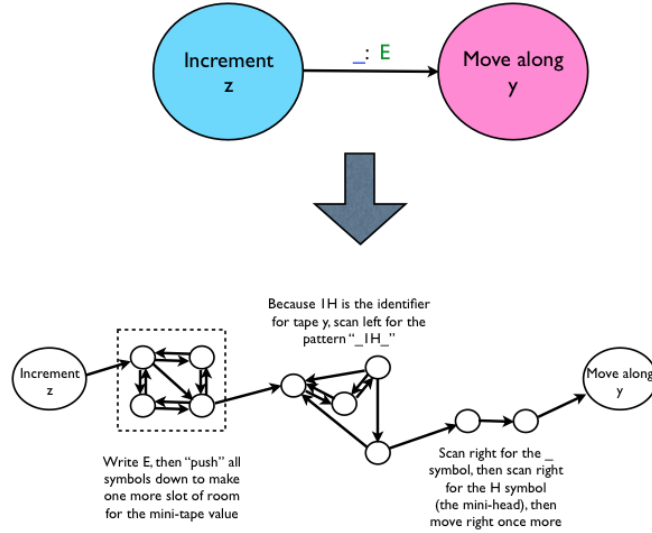 Increment
z
_: E
Move along
y
Because 1H is the identifier
for tape y, scan left for the
pattern “_1H_”
Increment
z
Move along
y
Write E, then “push” all
symbols down to make
one more slot of room
for the mini-tape value
Scan right for the _
symbol, then scan right
for the H symbol
(the mini-head), then
move right once more